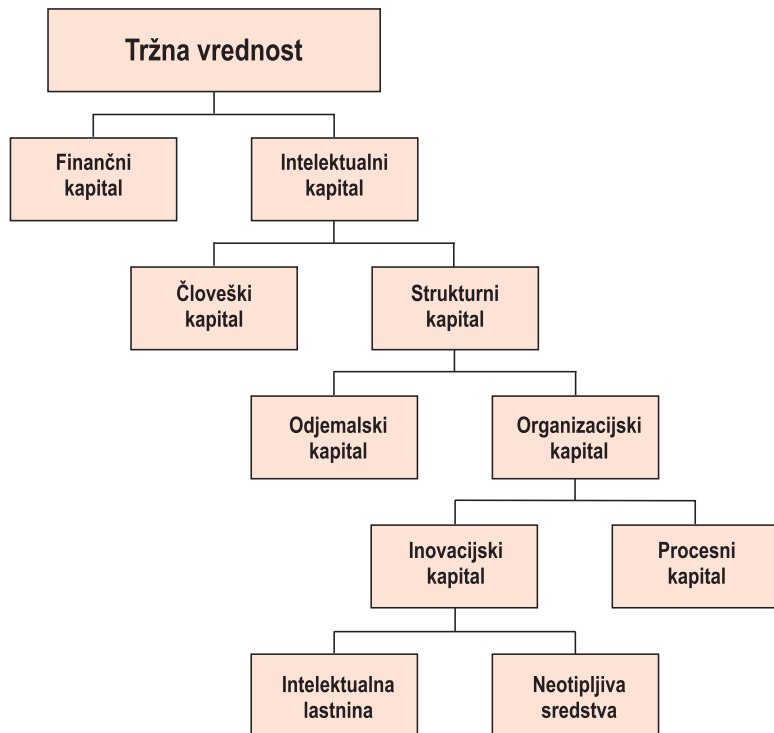 Tržna vrednost
Finančni
kapital
Intelektualni
kapital
Človeški
kapital
Strukturni
kapital
Odjemalski
kapital
Organizacijski
kapital
Inovacijski
kapital
Procesni
kapital
Intelektualna
lastnina
Neotipljiva
sredstva